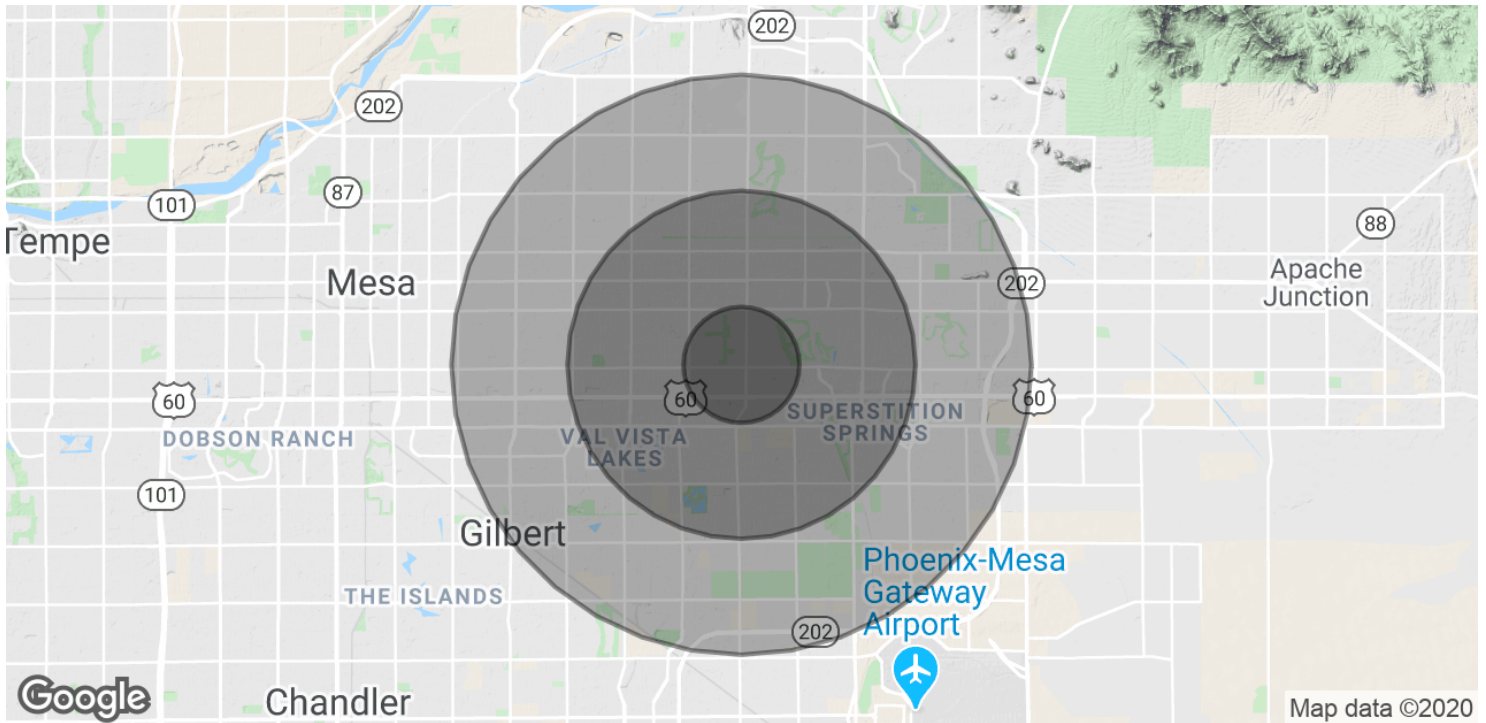 202
202
87
101
Tempe
88
Mesa
Apache
Junction
202
60
60
60
DOBSON RANCH
SUPERSTITION
SPRINGS
VAL VISTA
LAKES
101
Gilbert
Phoenix-Mesa
Gateway
Airport
THE ISLANDS
202
Chandler
Google
Map data ©2020